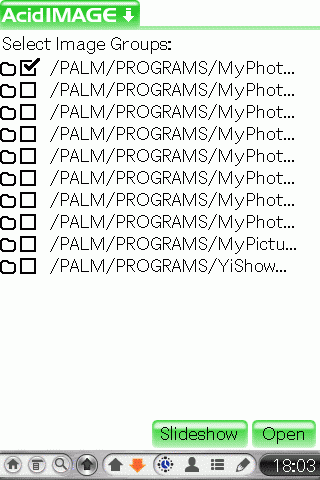 AcidIMAGE
Select Image Groups:
/PALM/PROGRAMS/MyPhot...
/PALM/PROGRAMS/MyPhot...
/PALM/PROGRAMS/MyPhot...
/PALM/PROGRAMS/MyPhot...
/PALM/PROGRAMS/MyPhot...
/PALM/PROGRAMS/MyPhot...
/PALM/PROGRAMS/MyPhot...
/PALM/PROGRAMS/MyPhot...
/PALM/PROGRAMS/MyPictu...
/PALM/PROGRAMS/YiShow...
Slideshow Open
18:03